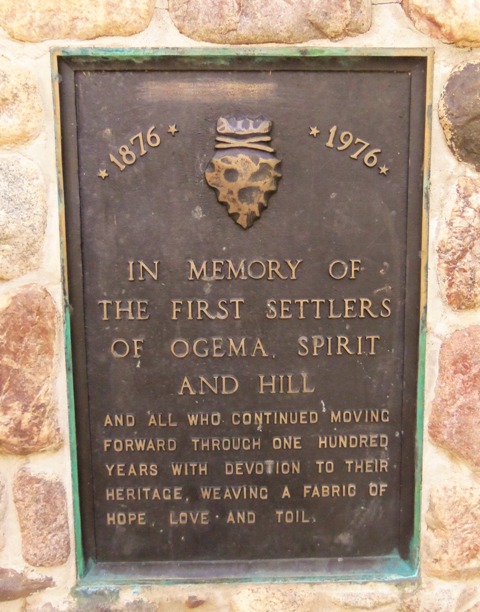 ★ 1876 ★ ★ 1976 ★
IN MEMORY OF
THE FIRST SETTLERS
OF OGEMA, SPIRIT
AND HILL
AND ALL WHO CONTINUED MOVING
FORWARD THROUGH ONE HUNDRED
YEARS WITH DEVOTION TO THEIR
HERITAGE, WEAVING A FABRIC OF
HOPE, LOVE AND TOIL.